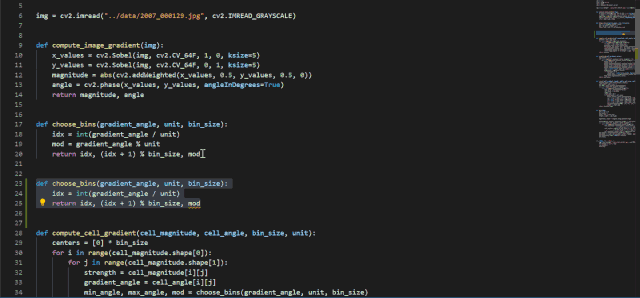 5
6 img = cv2.imread("../data/2007_000129.jpg", cv2.IMREAD_GRAYSCALE)
7
8
9 def compute_image_gradient(img):
10 x_values = cv2.Sobel(img, cv2.CV_64F, 1, 0, ksize=5)
11 y_values = cv2.Sobel(img, cv2.CV_64F, 0, 1, ksize=5)
12 magnitude = abs(cv2.addWeighted(x_values, 0.5, y_values, 0.5, 0))
13 angle = cv2.phase(x_values, y_values, angleInDegrees=True)
14 return magnitude, angle
15
16
17 def choose_bins(gradient_angle, unit, bin_size):
18 idx = int(gradient_angle / unit)
19 mod = gradient_angle % unit
20 return idx, (idx + 1) % bin_size, mod
21
22
23 def choose_bins(gradient_angle, unit, bin_size):
24 idx = int(gradient_angle / unit)
25 return idx, (idx + 1) % bin_size, mod
26
27
28 def compute_cell_gradient(cell_magnitude, cell_angle, bin_size, unit):
29 centers = [0] * bin_size
30 for i in range(cell_magnitude.shape[0]):
31 for j in range(cell_magnitude.shape[1]):
32 strength = cell_magnitude[i][j]
33 gradient_angle = cell_angle[i][j]
34 min_angle, max_angle, mod = choose_bins(gradient_angle, unit, bin_size)